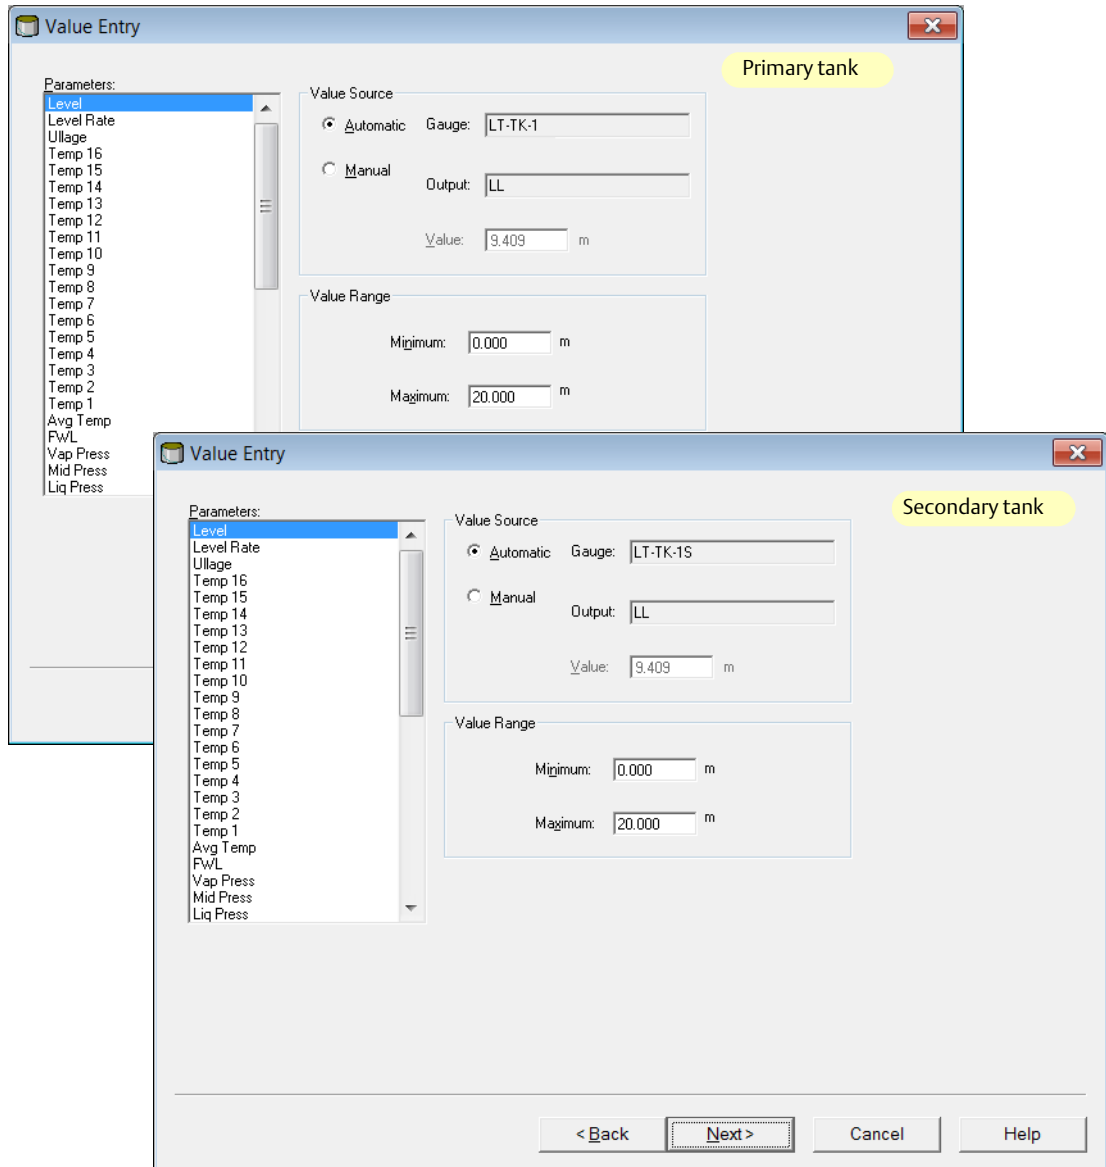 Value Entry
Primary tank
Parameters:
Level
Level Rate
Ullage
Temp 16
Temp 15
Temp 14
Temp 13
Temp 12
Temp 11
Temp 10
Temp 9
Temp 8
Temp 7
Temp 6
Temp 5
Temp 4
Temp 3
Temp 2
Temp 1
Avg Temp
FWL
Vap Press
Mid Press
Liq Press
Value Source
Automatic Gauge: LT-TK-1
Manual
Output: LL
Value: 9.409 m
Value Range
Minimum: 0.000 m
Maximum: 20.000 m
Value Entry
Secondary tank
Parameters:
Level
Level Rate
Ullage
Temp 16
Temp 15
Temp 14
Temp 13
Temp 12
Temp 11
Temp 10
Temp 9
Temp 8
Temp 7
Temp 6
Temp 5
Temp 4
Temp 3
Temp 2
Temp 1
Avg Temp
FWL
Vap Press
Mid Press
Liq Press
Value Source
Automatic Gauge: LT-TK-1S
Manual
Output: LL
Value: 9.409 m
Value Range
Minimum: 0.000 m
Maximum: 20.000 m
< Back Next > Cancel Help